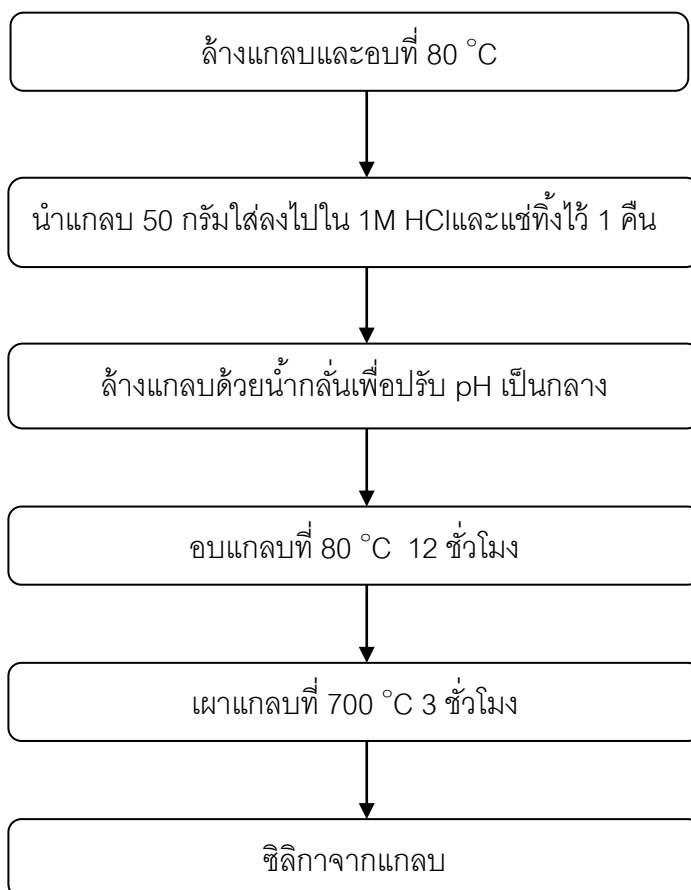 ล้างแกลบและอบที่ 80 °C
นำแกลบ 50 กรัมใส่ลงไปใน 1M HClและแช่ทิ้งไว้ 1 คืน
ล้างแกลบด้วยน้ำกลั่นเพื่อปรับ pH เป็นกลาง
อบแกลบที่ 80 °C 12 ชั่วโมง
เผาแกลบที่ 700 °C 3 ชั่วโมง
ซิลิกาจากแกลบ